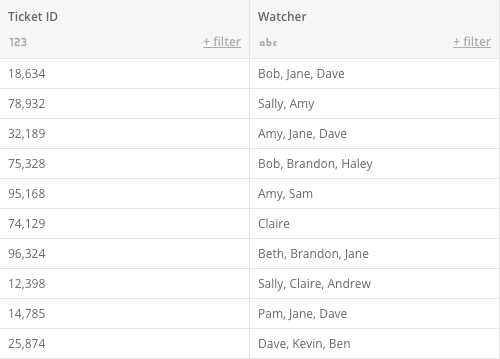 Ticket ID Watcher
123 + filter abc + filter
18,634 Bob, Jane, Dave
78,932 Sally, Amy
32,189 Amy, Jane, Dave
75,328 Bob, Brandon, Haley
95,168 Amy, Sam
74,129 Claire
96,324 Beth, Brandon, Jane
12,398 Sally, Claire, Andrew
14,785 Pam, Jane, Dave
25,874 Dave, Kevin, Ben